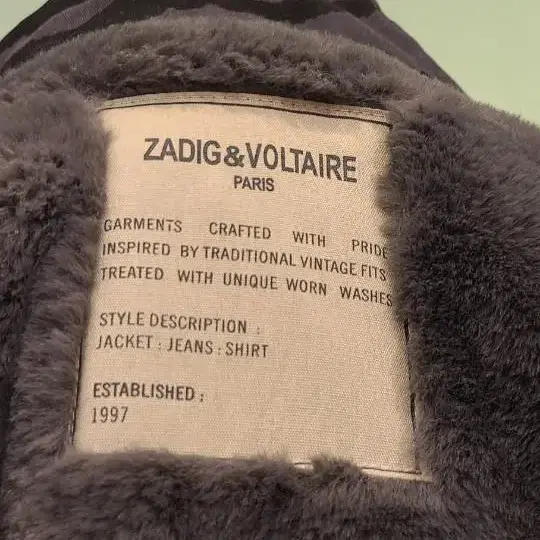 ZADIG&VOLTAIRE
PARIS
GARMENTS CRAFTED WITH PRIDE
INSPIRED BY TRADITIONAL VINTAGE FITS
TREATED WITH UNIQUE WORN WASHES
STYLE DESCRIPTION :
JACKET : JEANS : SHIRT
ESTABLISHED :
1997